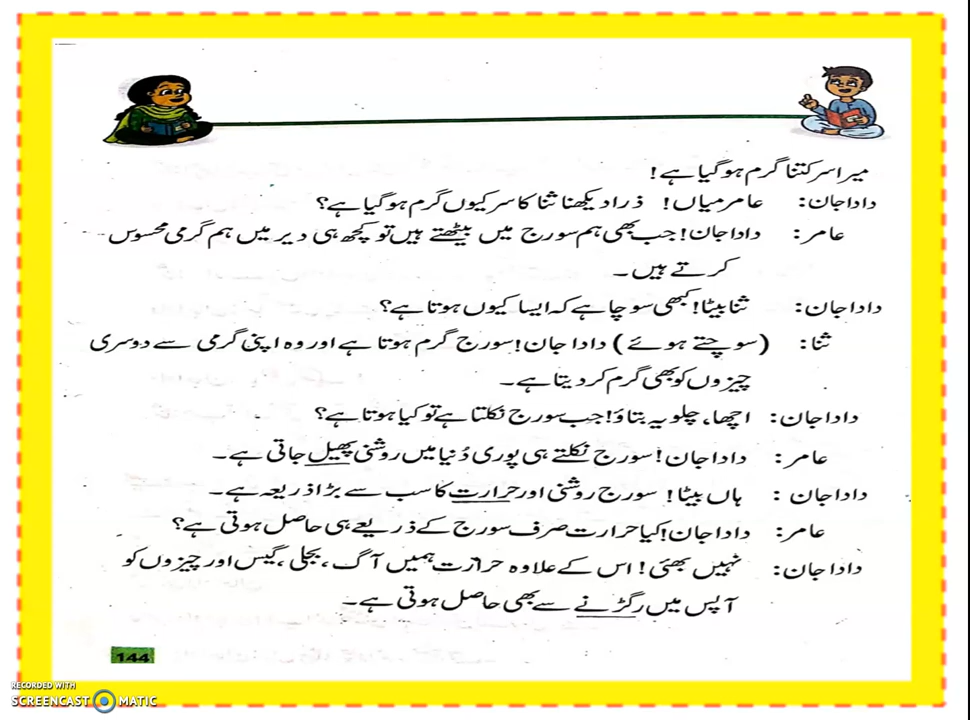 میرا سر کتنا گرم ہو گیا ہے!
دادا جان: عامر میاں! ذرا دیکھنا ثنا کا سر کیوں گرم ہو گیا ہے؟
عامر: دادا جان! جب بھی ہم سورج میں بیٹھتے ہیں تو کچھ ہی دیر میں ہم گرمی محسوس
کرتے ہیں۔
دادا جان: ثنا بیٹا! کبھی سوچا ہے کہ ایسا کیوں ہوتا ہے؟
ثنا: (سوچتے ہوئے) دادا جان! سورج گرم ہوتا ہے اور وہ اپنی گرمی سے دوسری
چیزوں کو بھی گرم کر دیتا ہے۔
دادا جان: اچھا، چلو یہ بتاؤ! جب سورج نکلتا ہے تو کیا ہوتا ہے؟
عامر: دادا جان! سورج نکلتے ہی پوری دُنیا میں روشنی پھیل جاتی ہے۔
دادا جان: ہاں بیٹا! سورج روشنی اور حرارت کا سب سے بڑا ذریعہ ہے۔
عامر: دادا جان! کیا حرارت صرف سورج کے ذریعے ہی حاصل ہوتی ہے؟
دادا جان: نہیں بھئی! اس کے علاوہ حرارت ہمیں آگ، بجلی، گیس اور چیزوں کو
آپس میں رگڑنے سے بھی حاصل ہوتی ہے۔
144
RECORDED WITH
SCREENCAST MATIC